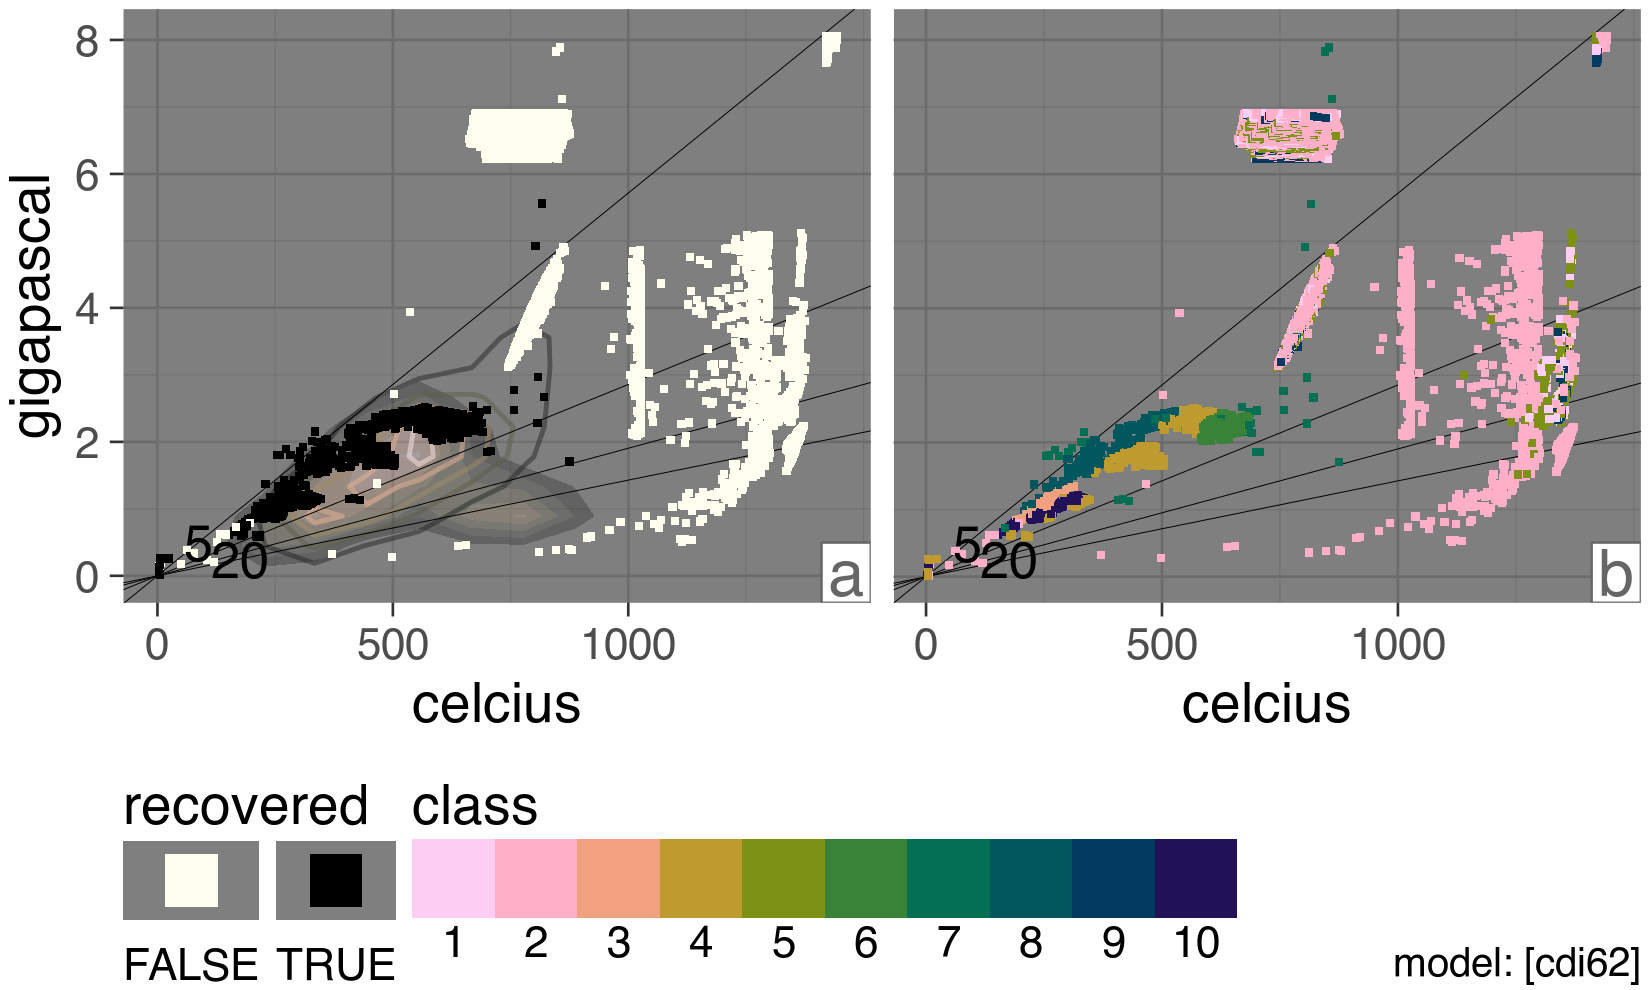 gigapascal
8
6
4
2
0
5
20
a
5
20
b
0 500 1000
0 500 1000
celcius
celcius
recovered
FALSE TRUE
class
1 2 3 4 5 6 7 8 9 10
model: [cdi62]